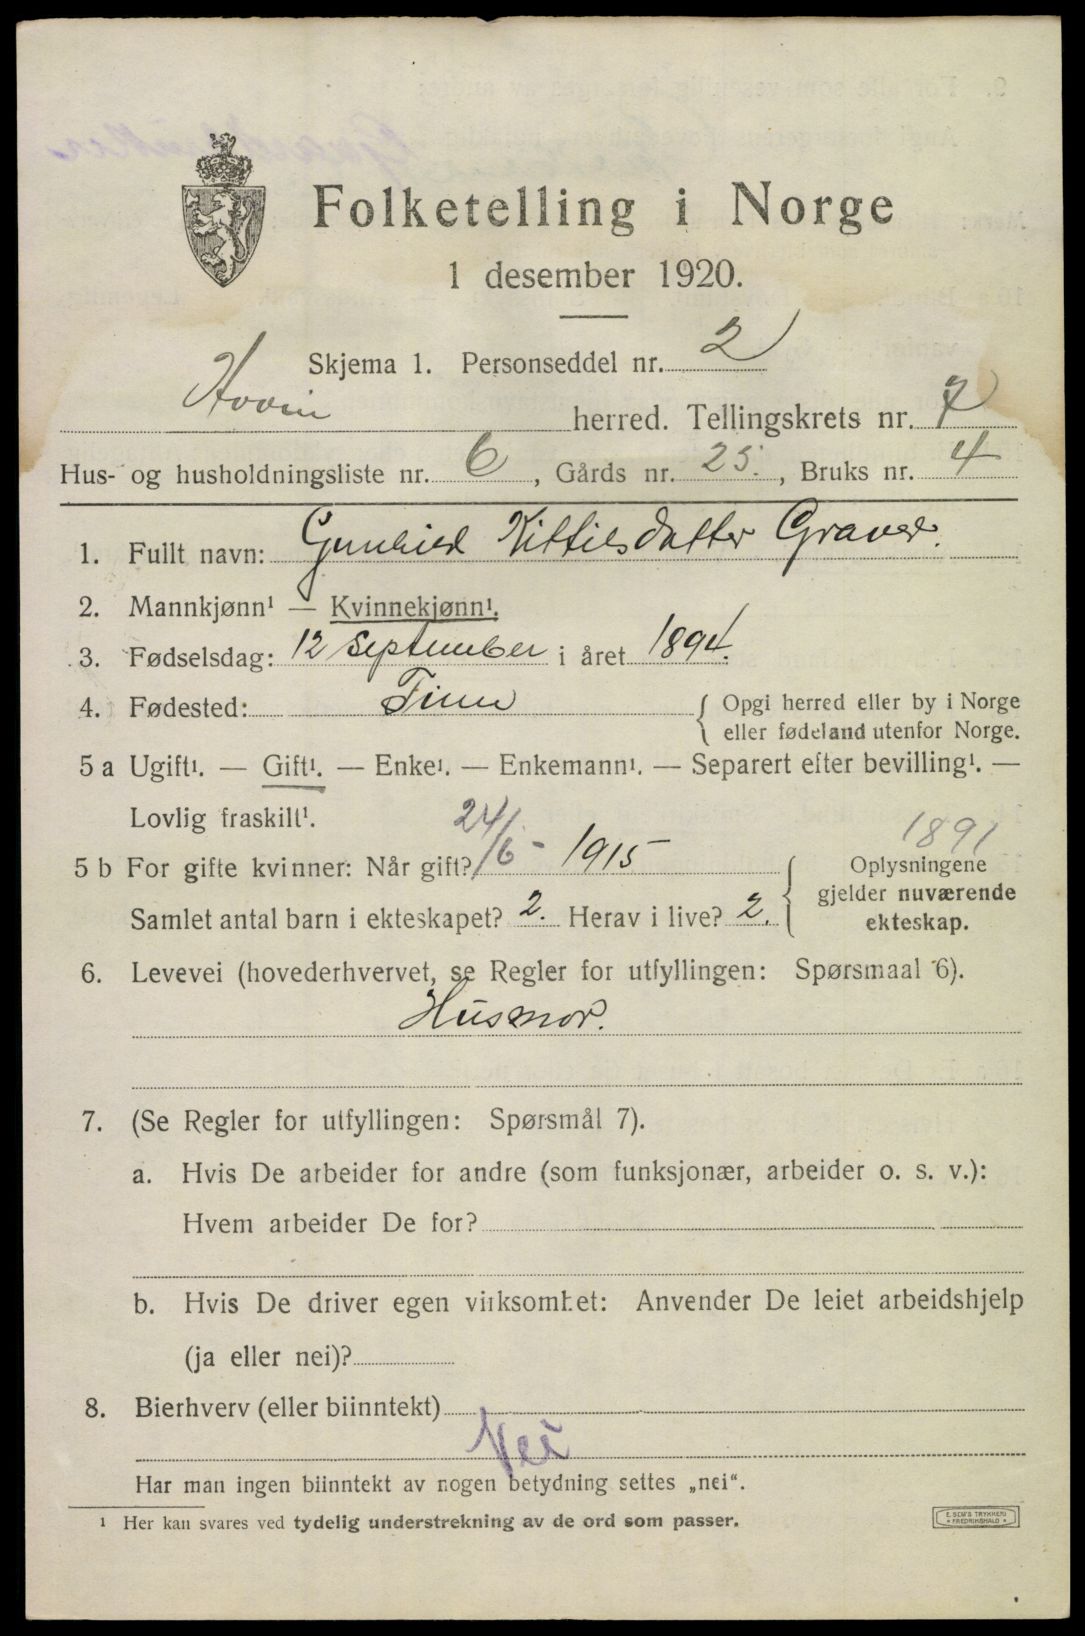 Folketelling i Norge
1 desember 1920.
Skjema 1. Personseddel nr. 2
Hovin herred. Tellingskrets nr. 7
Hus- og husholdningsliste nr. 6, Gårds nr. 25., Bruks nr. 4
1. Fullt navn: Gunhild Kittilsdatter Graver.
2. Mannkjønn¹ — Kvinnekjønn¹.
3. Fødselsdag: 12 September i året 1894.
4. Fødested: Tinn { Opgi herred eller by i Norge
eller fødeland utenfor Norge.
5 a Ugift¹. — Gift¹. — Enke¹. — Enkemann¹. — Separert efter bevilling¹. —
Lovlig fraskilt¹.
1891
5 b For gifte kvinner: Når gift? 24/6 - 1915 { Oplysningene
gjelder nuværende
Samlet antal barn i ekteskapet? 2. Herav i live? 2.
ekteskap.
6. Levevei (hovederhvervet, se Regler for utfyllingen: Spørsmaal 6).
Husmor.
7. (Se Regler for utfyllingen: Spørsmål 7).
a. Hvis De arbeider for andre (som funksjonær, arbeider o. s. v.):
Hvem arbeider De for?
b. Hvis De driver egen virksomhet: Anvender De leiet arbeidshjelp
(ja eller nei)?
8. Bierhverv (eller biinntekt)
Nei
Har man ingen biinntekt av nogen betydning settes „nei“.
¹ Her kan svares ved tydelig understrekning av de ord som passer.
E. SEM'S TRYKKERI
• FREDRIKSHALD •